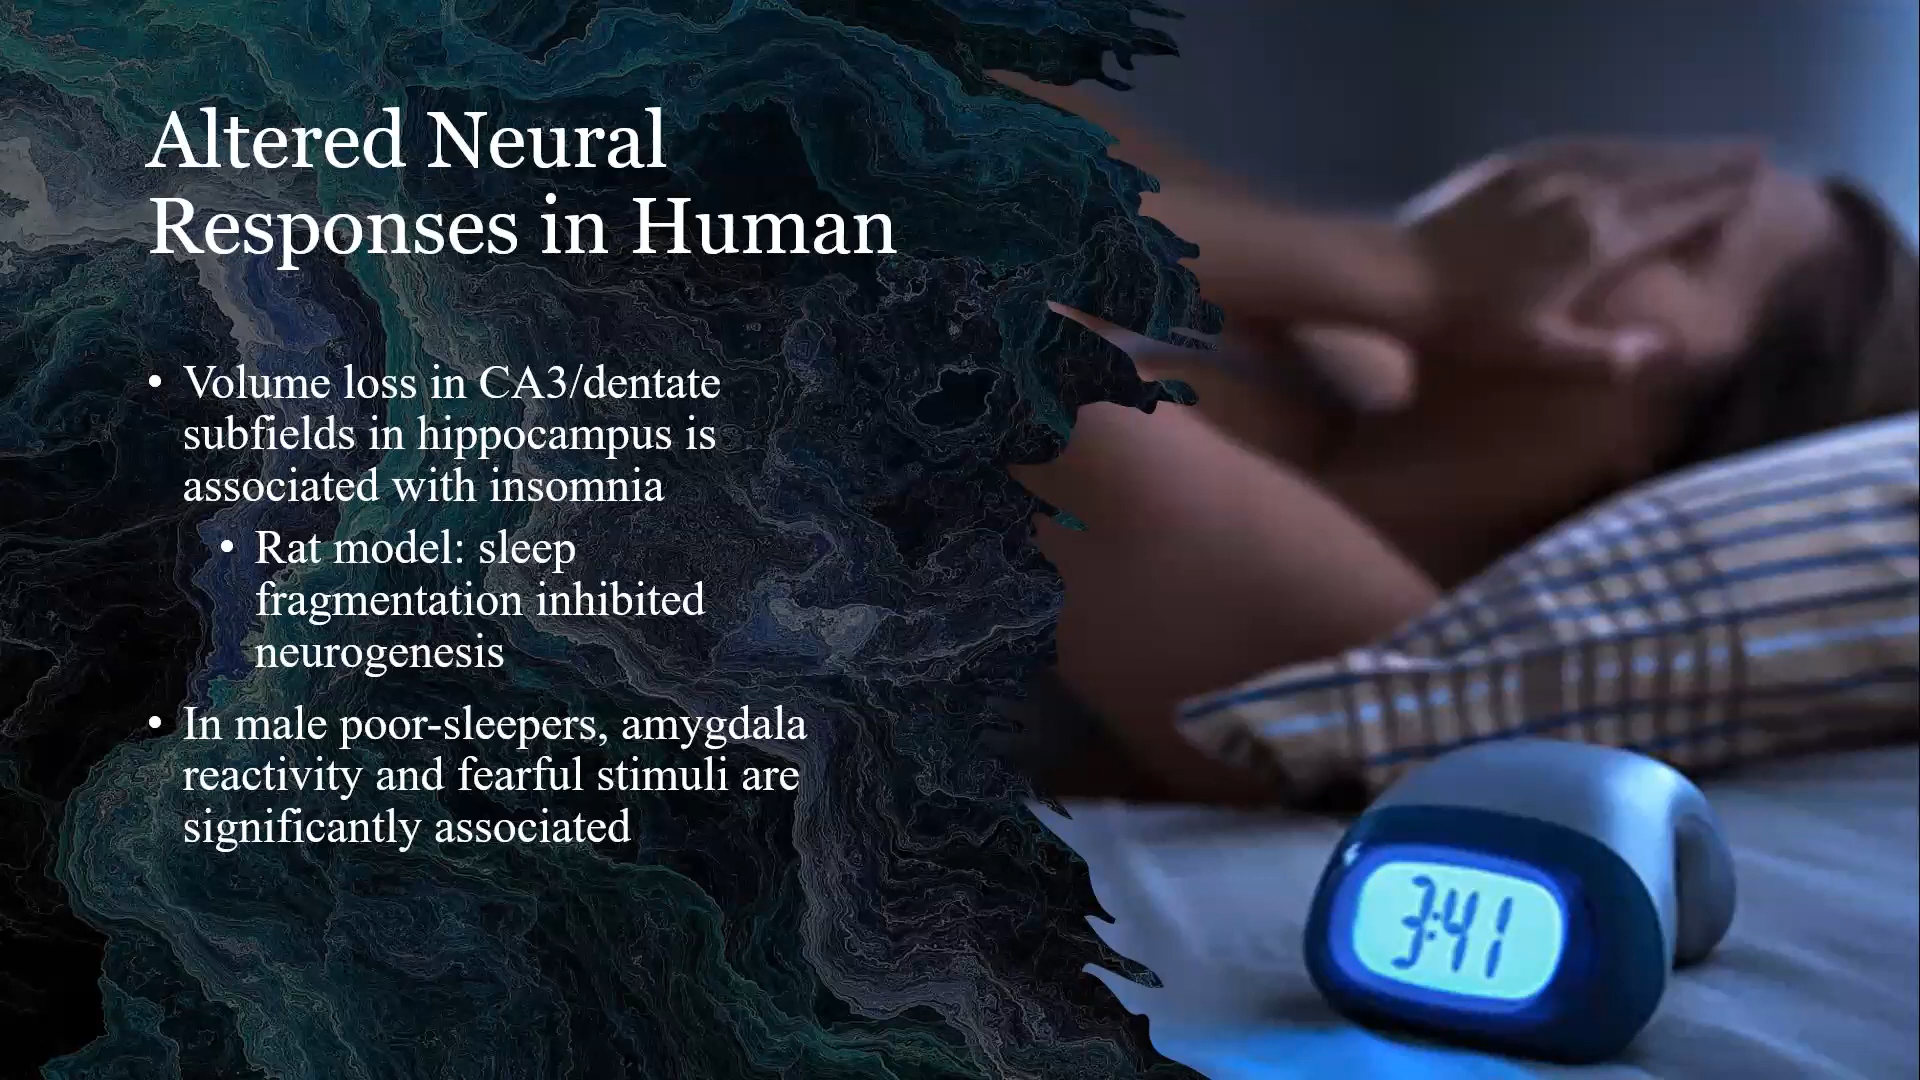 Altered Neural
Responses in Human
• Volume loss in CA3/dentate
subfields in hippocampus is
associated with insomnia
• Rat model: sleep
fragmentation inhibited
neurogenesis
• In male poor-sleepers, amygdala
reactivity and fearful stimuli are
significantly associated
3:41